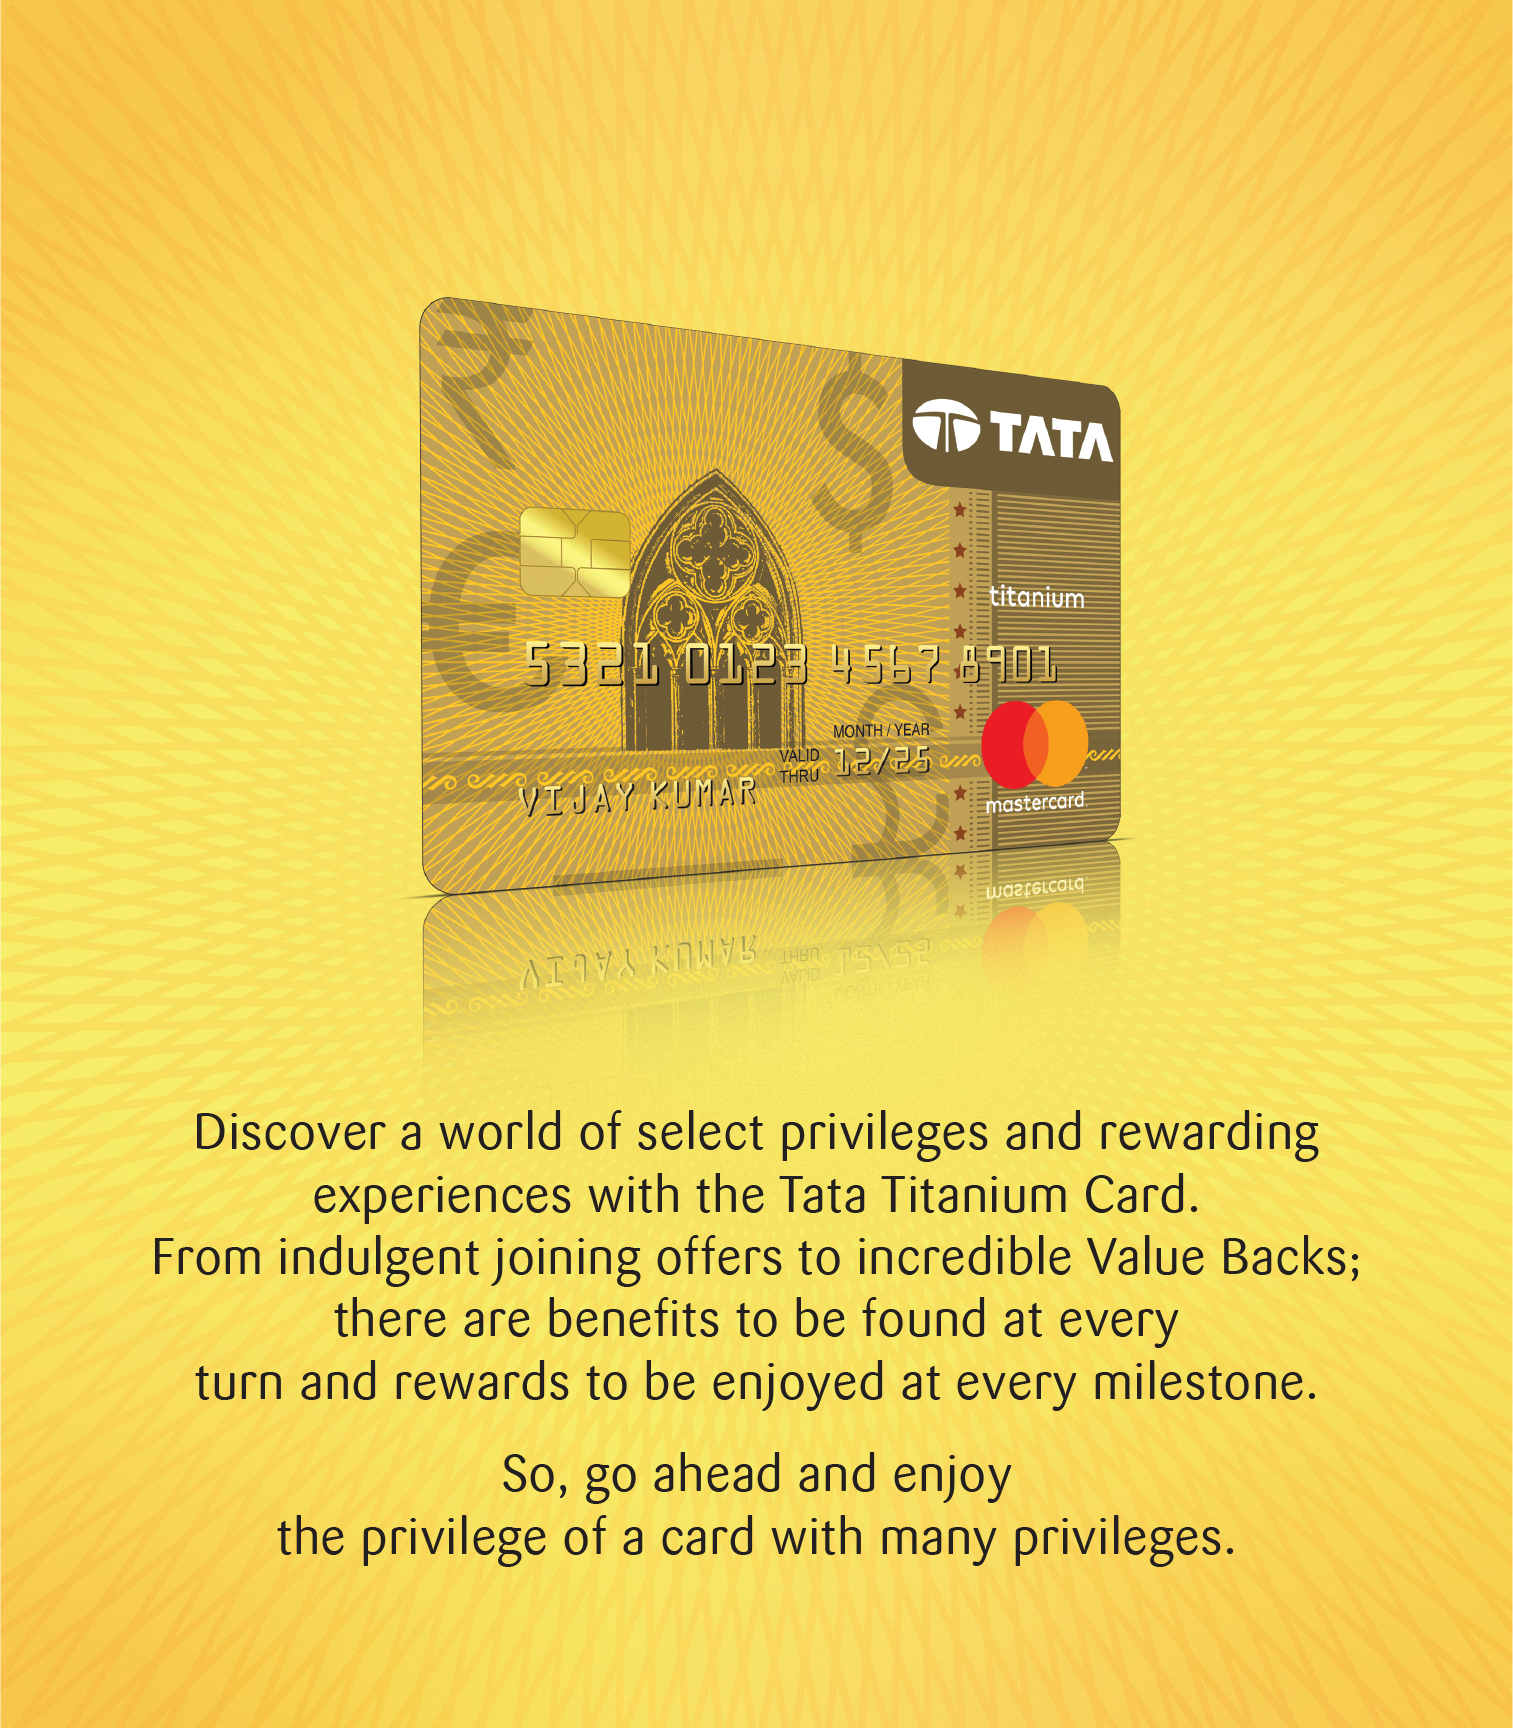 TATA
titanium
5321 0123 4567 8901
MONTH / YEAR
VALID
THRU
12/25
VIJAY KUMAR
mastercard
Discover a world of select privileges and rewarding
experiences with the Tata Titanium Card.
From indulgent joining offers to incredible Value Backs;
there are benefits to be found at every
turn and rewards to be enjoyed at every milestone.
So, go ahead and enjoy
the privilege of a card with many privileges.